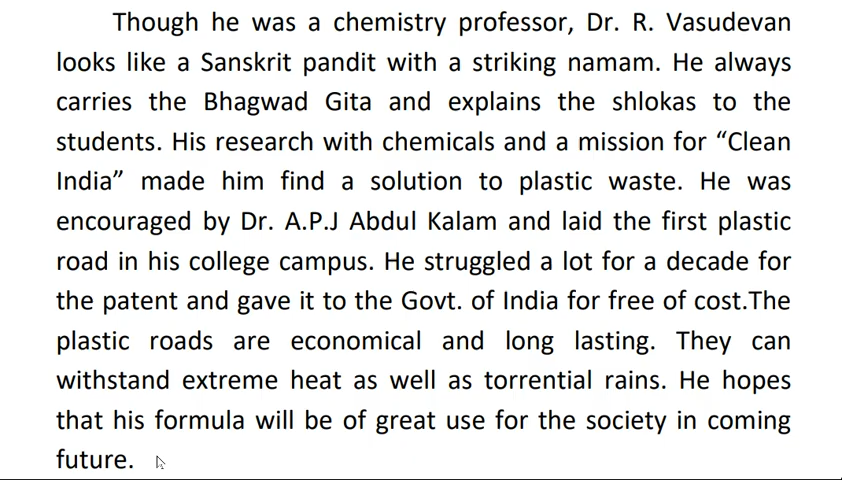 Though he was a chemistry professor, Dr. R. Vasudevan
looks like a Sanskrit pandit with a striking namam. He always
carries the Bhagwad Gita and explains the shlokas to the
students. His research with chemicals and a mission for “Clean
India” made him find a solution to plastic waste. He was
encouraged by Dr. A.P.J Abdul Kalam and laid the first plastic
road in his college campus. He struggled a lot for a decade for
the patent and gave it to the Govt. of India for free of cost.The
plastic roads are economical and long lasting. They can
withstand extreme heat as well as torrential rains. He hopes
that his formula will be of great use for the society in coming
future.